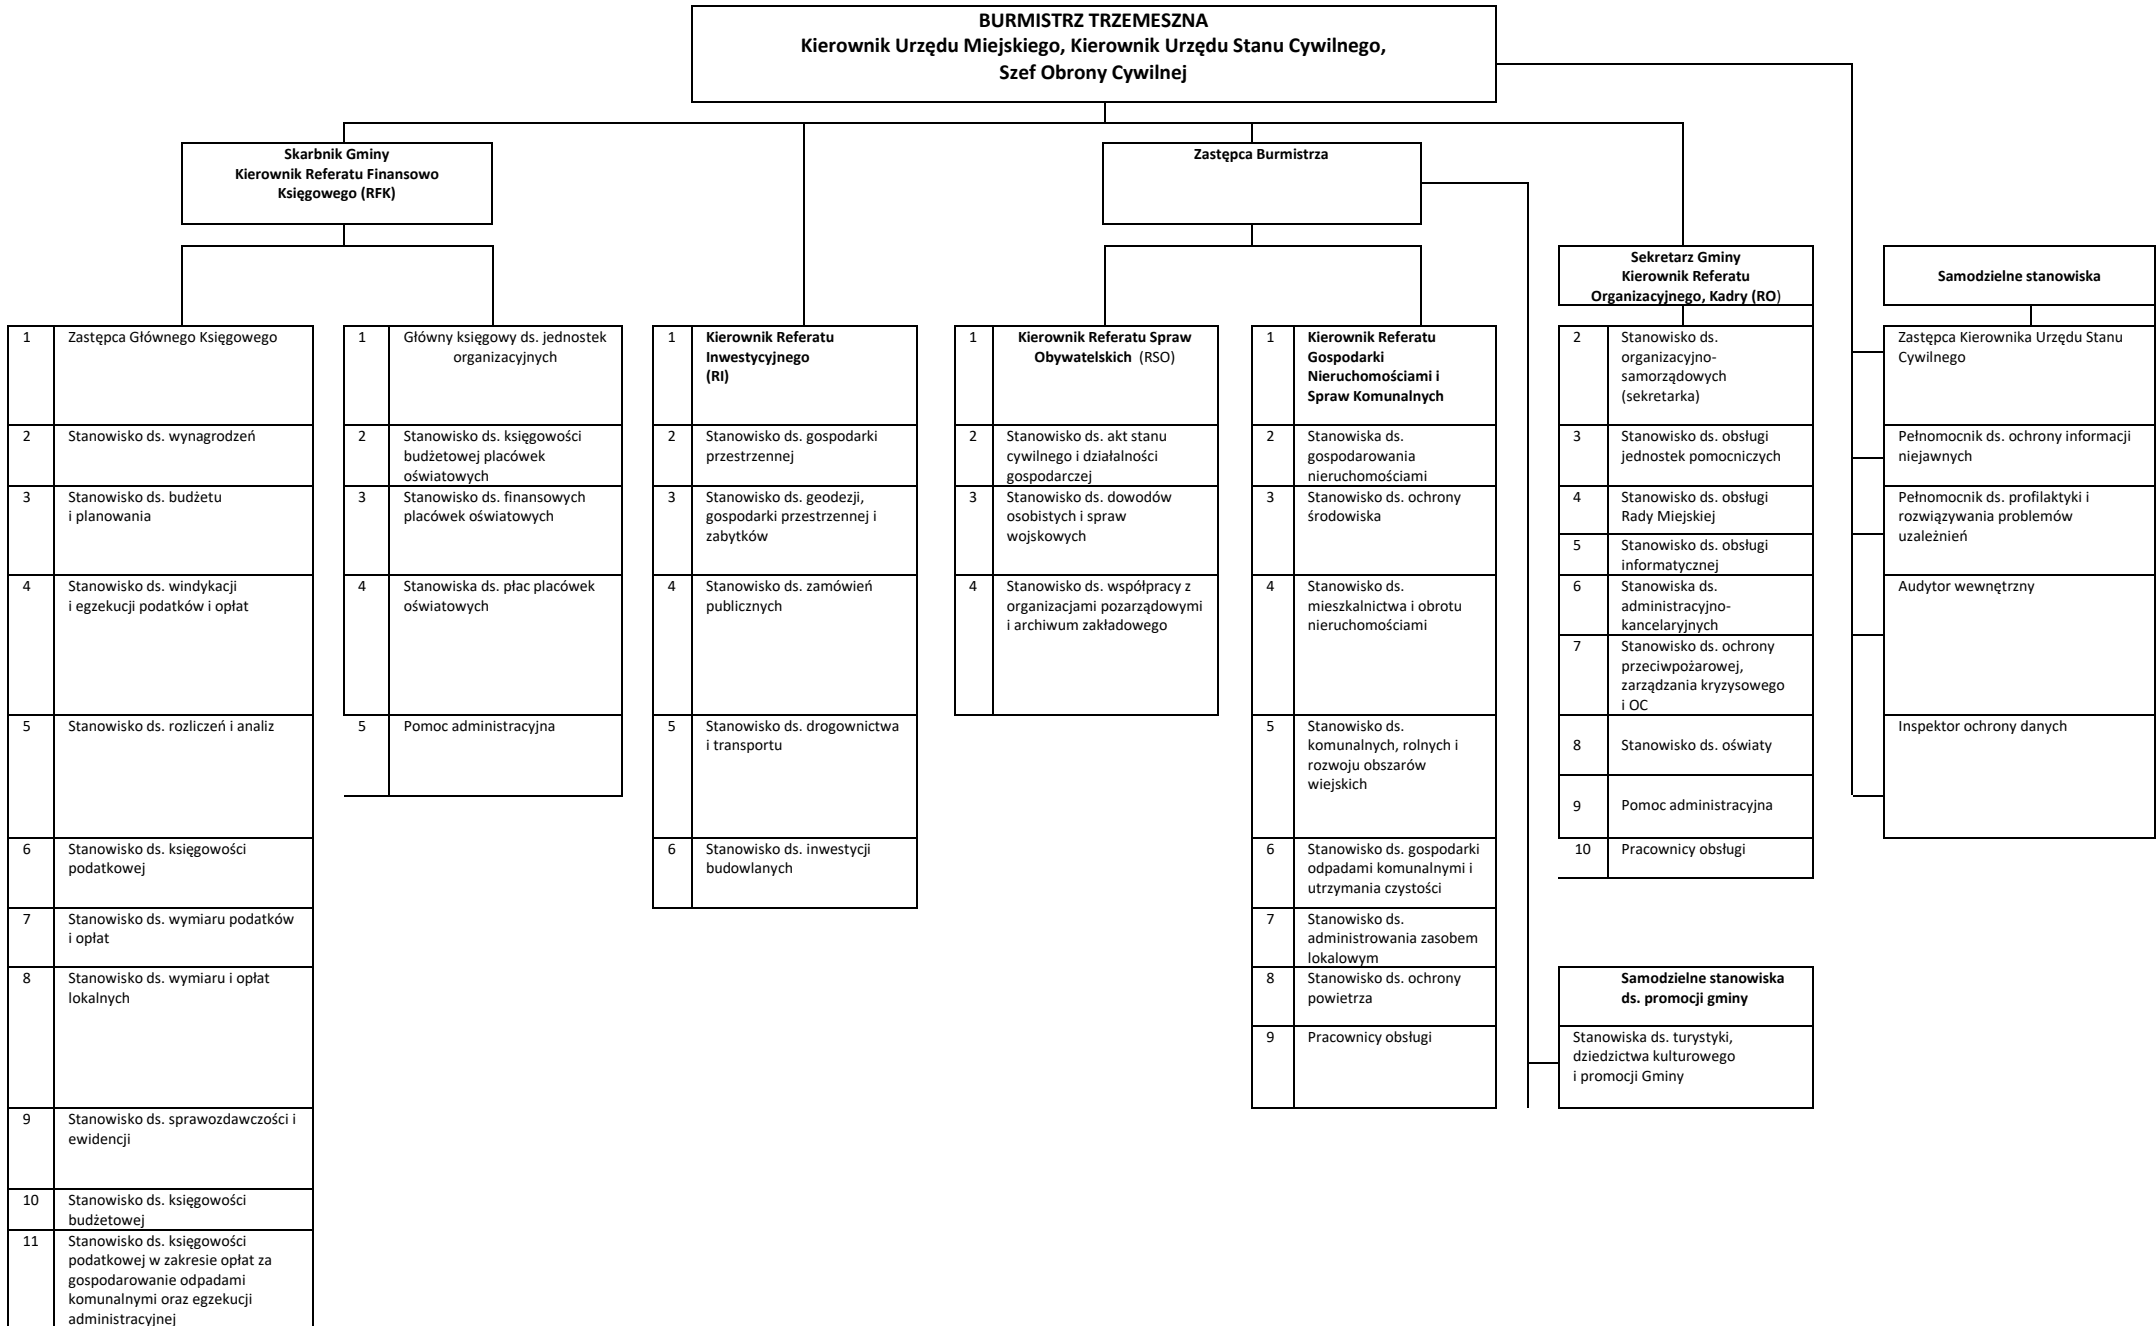 BURMISTRZ TRZEMESZNA
Kierownik Urzędu Miejskiego, Kierownik Urzędu Stanu Cywilnego,
Szef Obrony Cywilnej
Skarbnik Gminy
Kierownik Referatu Finansowo
Księgowego (RFK)
Zastępca Burmistrza
Sekretarz Gminy
Kierownik Referatu
Organizacyjnego, Kadry (RO)
Samodzielne stanowiska
1 Zastępca Głównego Księgowego
2 Stanowisko ds. wynagrodzeń
3 Stanowisko ds. budżetu
i planowania
4 Stanowisko ds. windykacji
i egzekucji podatków i opłat
5 Stanowisko ds. rozliczeń i analiz
6 Stanowisko ds. księgowości
podatkowej
7 Stanowisko ds. wymiaru podatków
i opłat
8 Stanowisko ds. wymiaru i opłat
lokalnych
9 Stanowisko ds. sprawozdawczości i
ewidencji
10 Stanowisko ds. księgowości
budżetowej
11 Stanowisko ds. księgowości
podatkowej w zakresie opłat za
gospodarowanie odpadami
komunalnymi oraz egzekucji
administracyjnej
1 Główny księgowy ds. jednostek
organizacyjnych
2 Stanowisko ds. księgowości
budżetowej placówek
oświatowych
3 Stanowisko ds. finansowych
placówek oświatowych
4 Stanowiska ds. płac placówek
oświatowych
5 Pomoc administracyjna
1 Kierownik Referatu
Inwestycyjnego
(RI)
2 Stanowisko ds. gospodarki
przestrzennej
3 Stanowisko ds. geodezji,
gospodarki przestrzennej i
zabytków
4 Stanowisko ds. zamówień
publicznych
5 Stanowisko ds. drogownictwa
i transportu
6 Stanowisko ds. inwestycji
budowlanych
1 Kierownik Referatu Spraw
Obywatelskich (RSO)
2 Stanowisko ds. akt stanu
cywilnego i działalności
gospodarczej
3 Stanowisko ds. dowodów
osobistych i spraw
wojskowych
4 Stanowisko ds. współpracy z
organizacjami pozarządowymi
i archiwum zakładowego
1 Kierownik Referatu
Gospodarki
Nieruchomościami i
Spraw Komunalnych
2 Stanowiska ds.
gospodarowania
nieruchomościami
3 Stanowisko ds. ochrony
środowiska
4 Stanowisko ds.
mieszkalnictwa i obrotu
nieruchomościami
5 Stanowisko ds.
komunalnych, rolnych i
rozwoju obszarów
wiejskich
6 Stanowisko ds. gospodarki
odpadami komunalnymi i
utrzymania czystości
7 Stanowisko ds.
administrowania zasobem
lokalowym
8 Stanowisko ds. ochrony
powietrza
9 Pracownicy obsługi
2 Stanowisko ds.
organizacyjno-
samorządowych
(sekretarka)
3 Stanowisko ds. obsługi
jednostek pomocniczych
4 Stanowisko ds. obsługi
Rady Miejskiej
5 Stanowisko ds. obsługi
informatycznej
6 Stanowiska ds.
administracyjno-
kancelaryjnych
7 Stanowisko ds. ochrony
przeciwpożarowej,
zarządzania kryzysowego
i OC
8 Stanowisko ds. oświaty
9 Pomoc administracyjna
10 Pracownicy obsługi
Samodzielne stanowiska
ds. promocji gminy
Stanowiska ds. turystyki,
dziedzictwa kulturowego
i promocji Gminy
Zastępca Kierownika Urzędu Stanu
Cywilnego
Pełnomocnik ds. ochrony informacji
niejawnych
Pełnomocnik ds. profilaktyki i
rozwiązywania problemów
uzależnień
Audytor wewnętrzny
Inspektor ochrony danych